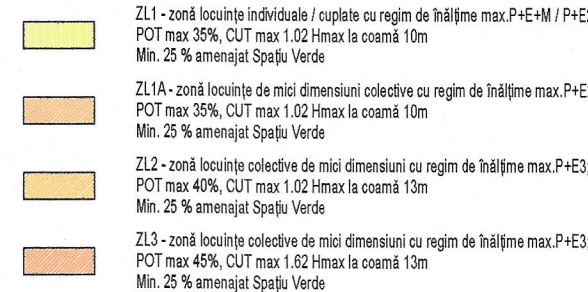 ZL1 - zonă locuințe individuale / cuplate cu regim de înălțime max.P+E+M / P+E
POT max 35%, CUT max 1.02 Hmax la coamă 10m
Min. 25 % amenajat Spațiu Verde
ZL1A - zonă locuințe de mici dimensiuni colective cu regim de înălțime max.P+E
POT max 35%, CUT max 1.02 Hmax la coamă 10m
Min. 25 % amenajat Spațiu Verde
ZL2 - zonă locuințe colective de mici dimensiuni cu regim de înălțime max.P+E3
POT max 40%, CUT max 1.02 Hmax la coamă 13m
Min. 25 % amenajat Spațiu Verde
ZL3 - zonă locuințe colective de mici dimensiuni cu regim de înălțime max.P+E3
POT max 45%, CUT max 1.62 Hmax la coamă 13m
Min. 25 % amenajat Spațiu Verde